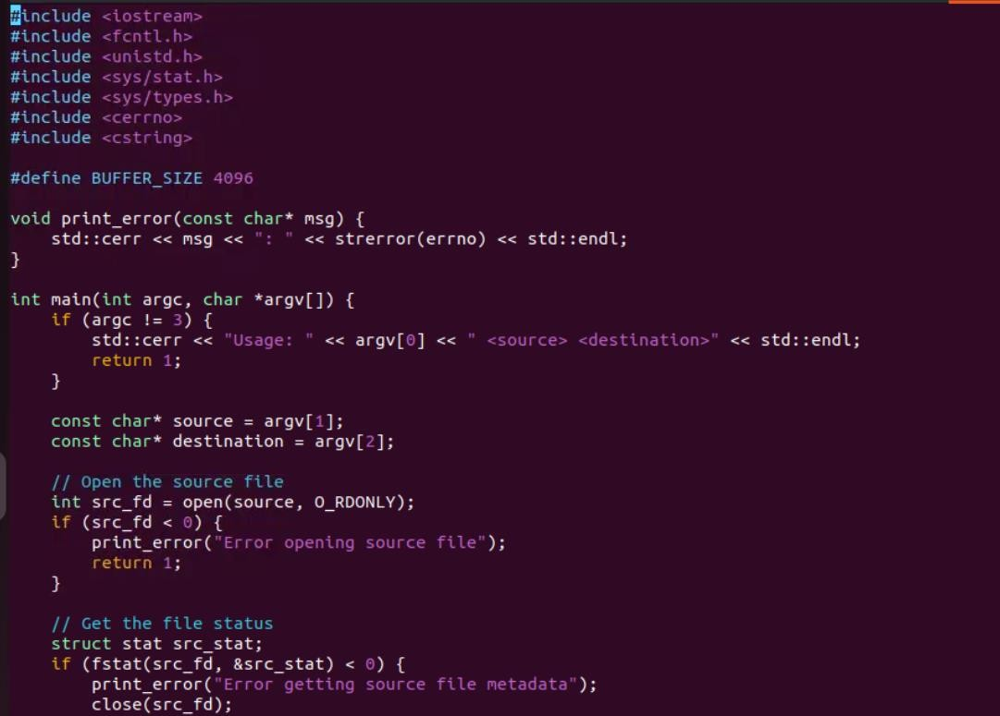 #include <iostream>
#include <fcntl.h>
#include <unistd.h>
#include <sys/stat.h>
#include <sys/types.h>
#include <cerrno>
#include <cstring>

#define BUFFER_SIZE 4096

void print_error(const char* msg) {
    std::cerr << msg << ": " << strerror(errno) << std::endl;
}

int main(int argc, char *argv[]) {
    if (argc != 3) {
        std::cerr << "Usage: " << argv[0] << " <source> <destination>" << std::endl;
        return 1;
    }

    const char* source = argv[1];
    const char* destination = argv[2];

    // Open the source file
    int src_fd = open(source, O_RDONLY);
    if (src_fd < 0) {
        print_error("Error opening source file");
        return 1;
    }

    // Get the file status
    struct stat src_stat;
    if (fstat(src_fd, &src_stat) < 0) {
        print_error("Error getting source file metadata");
        close(src_fd);